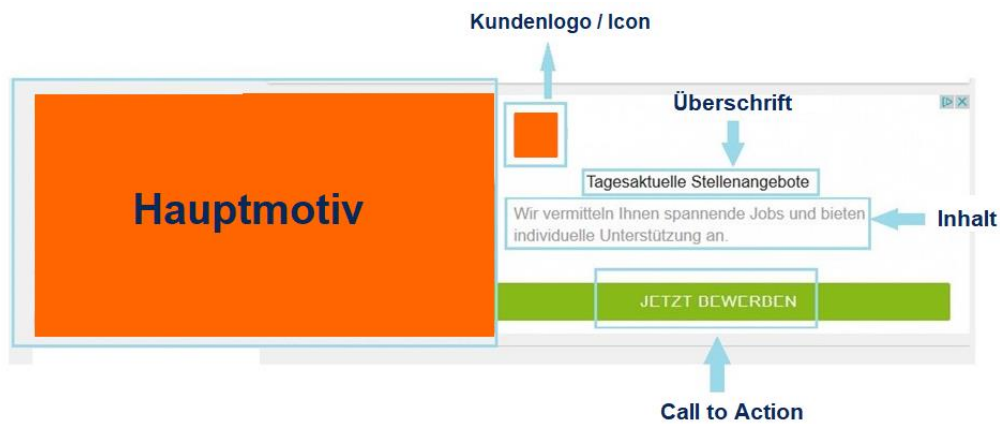 Kundenlogo / Icon
Überschrift
Hauptmotiv
Tagesaktuelle Stellenangebote
Wir vermitteln Ihnen spannende Jobs und bieten
individuelle Unterstützung an.
Inhalt
JETZT BEWERBEN
Call to Action